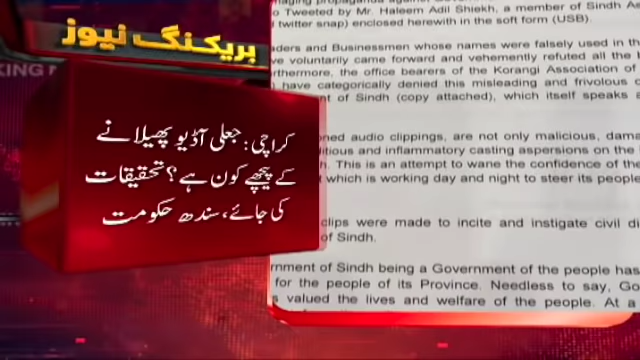 بریکنگ نیوز
KING
کراچی: جعلی آڈیو پھیلانے
کے پیچھے کون ہے؟ تحقیقات
کی جائے، سندھ حکومت
propaganda against
o Tweeted by Mr. Haleem Adil Shiekh, a member of Sindh
twitter snap) enclosed herewith in the soft form (USB).
ders and Businessmen whose names were falsely used in th
e voluntarily came forward and vehemently refuted all the
rthermore, the office bearers of the Korangi Association of
have categorically denied this misleading and frivolous
ent of Sindh (copy attached), which itself speaks
ned audio clippings, are not only malicious, dam
itious and inflammatory casting aspersions on the
h. This is an attempt to wane the confidence of the
which is working day and night to steer its people
clips were made to incite and instigate civil di
of Sindh.
rnment of Sindh being a Government of the people has
for the people of its Province. Needless to say, Go
s valued the lives and welfare of the people. At a